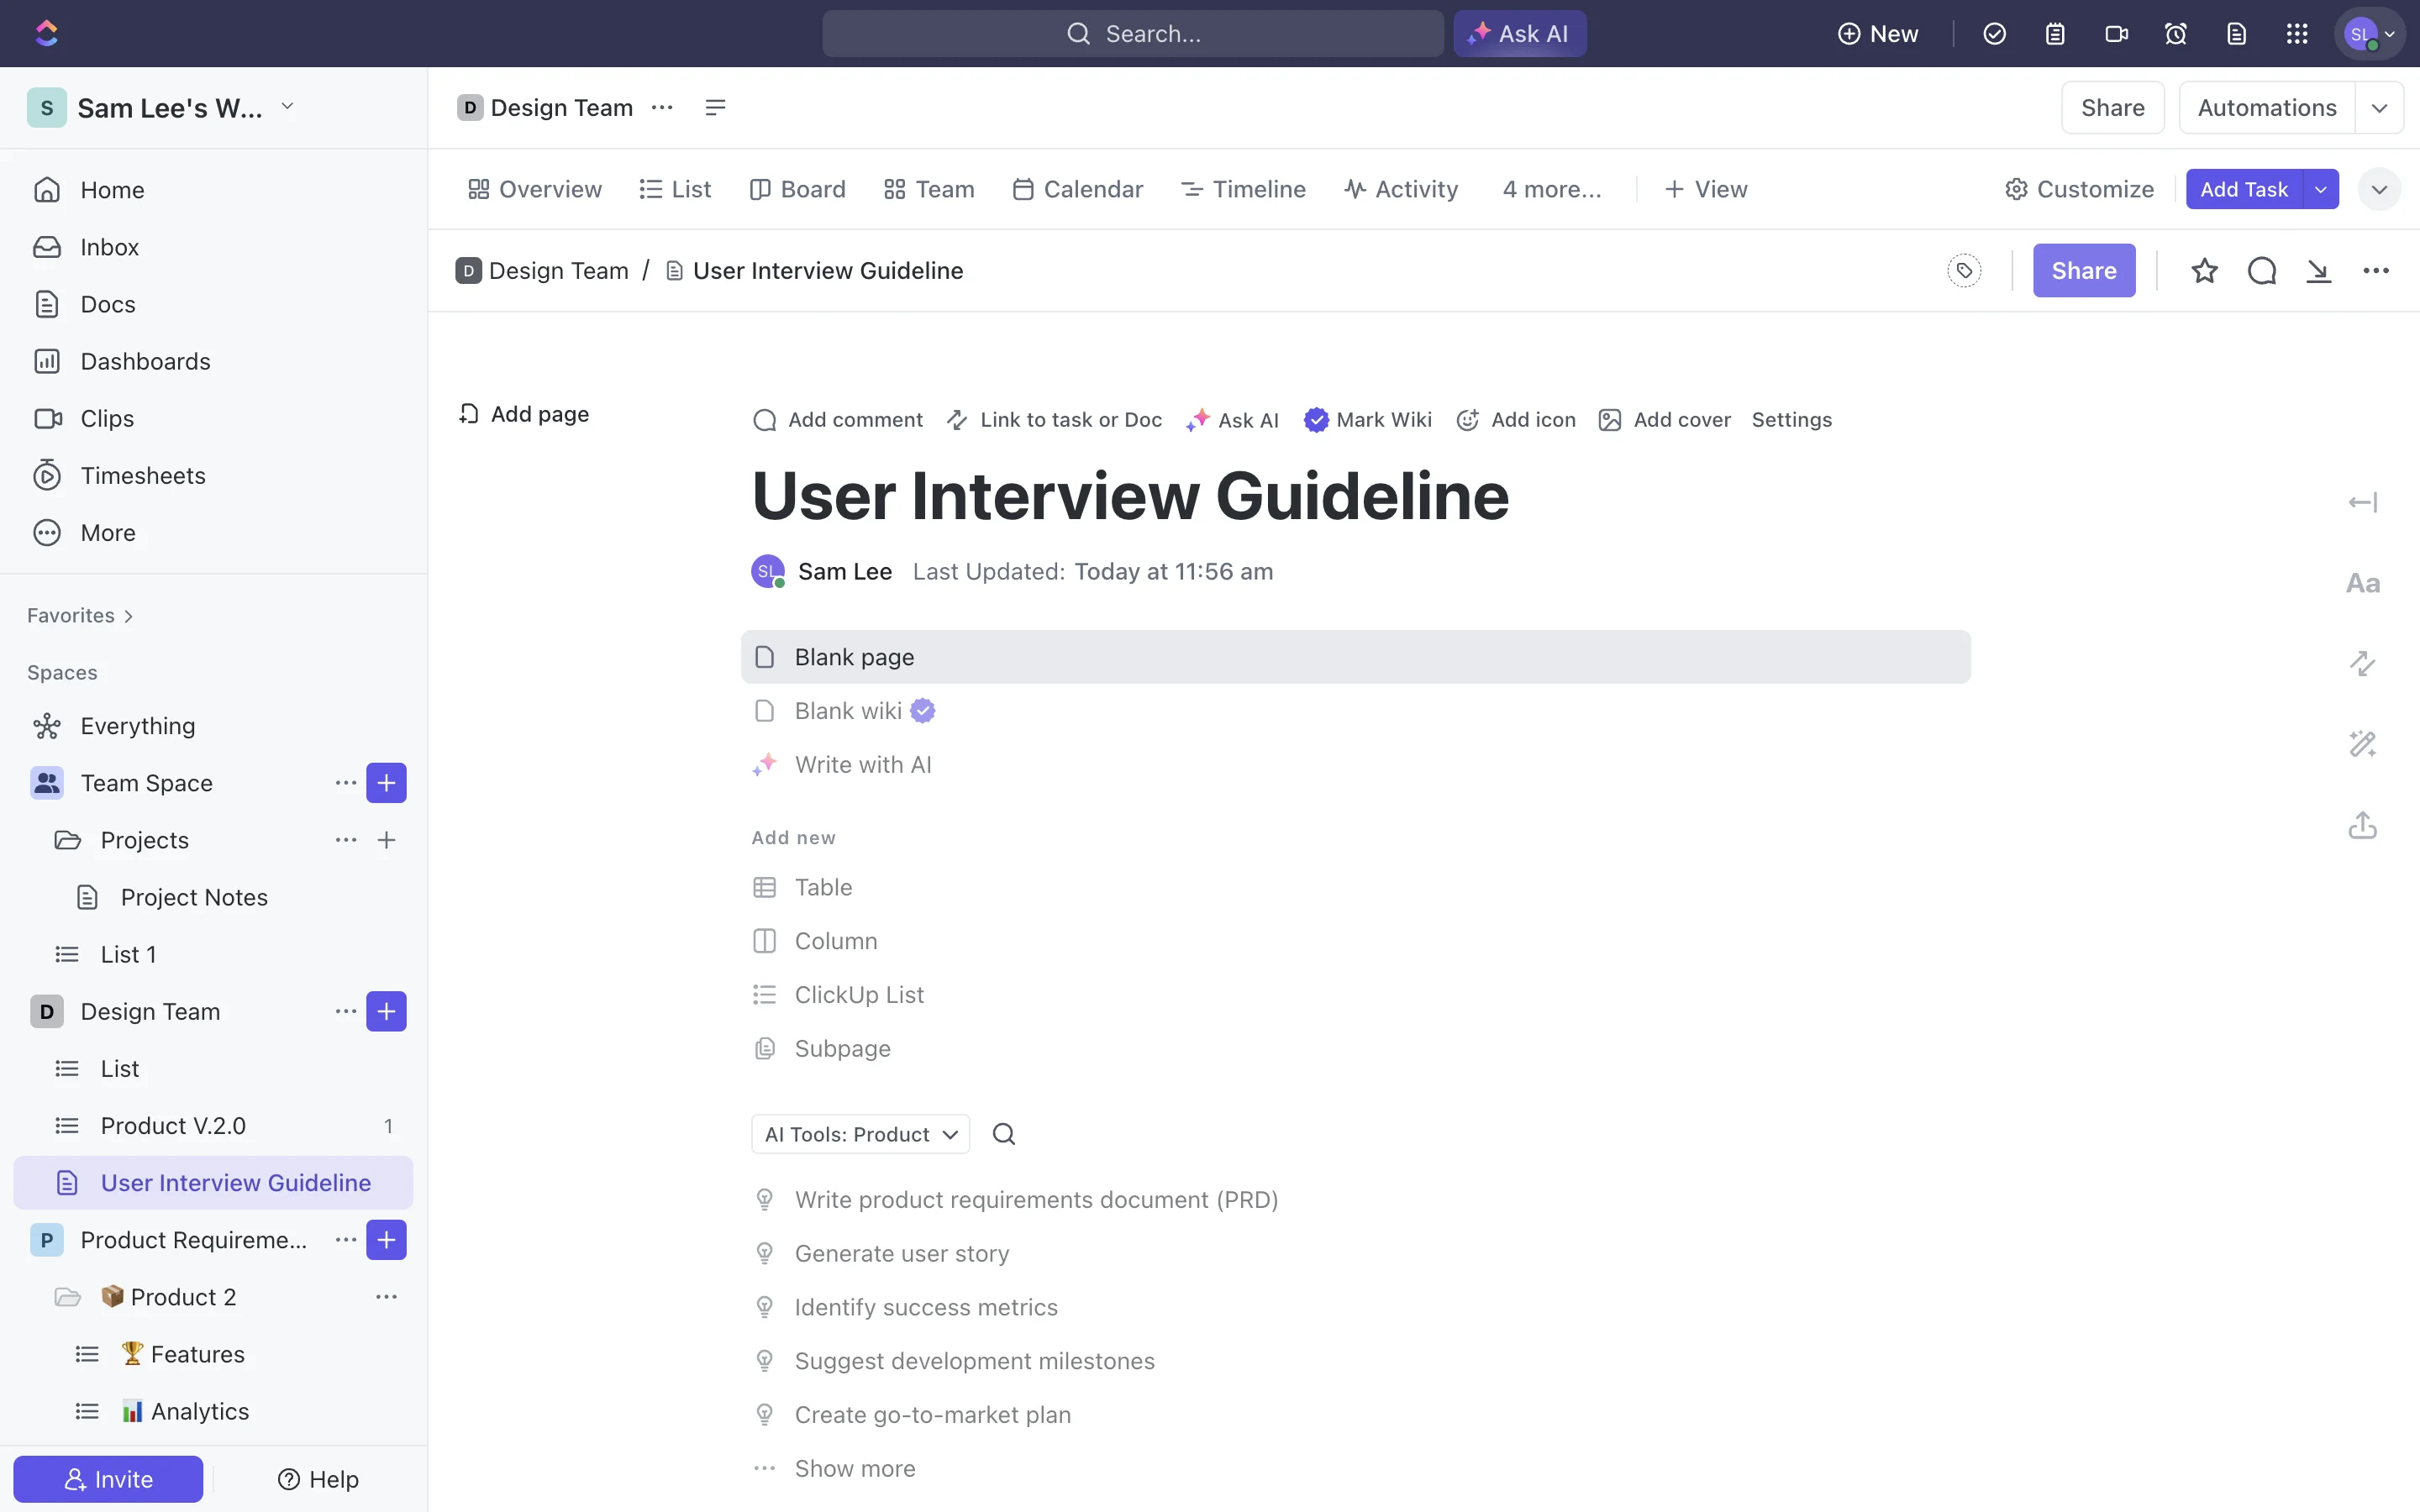 Search...
Ask AI
New
SL
S Sam Lee's W...
D Design Team
Share
Automations
Home
Inbox
Docs
Dashboards
Clips
Timesheets
More
Favorites
Spaces
Everything
Team Space
Projects
Project Notes
List 1
D Design Team
List
Product V.2.0 1
User Interview Guideline
P Product Requireme...
Product 2
Features
Analytics
Invite
Help
Overview
List
Board
Team
Calendar
Timeline
Activity
4 more...
View
Customize
Add Task
D Design Team / User Interview Guideline
Share
Add page
Add comment
Link to task or Doc
Ask AI
Mark Wiki
Add icon
Add cover
Settings
User Interview Guideline
SL Sam Lee Last Updated: Today at 11:56 am
Aa
Blank page
Blank wiki
Write with AI
Add new
Table
Column
ClickUp List
Subpage
AI Tools: Product
Write product requirements document (PRD)
Generate user story
Identify success metrics
Suggest development milestones
Create go-to-market plan
Show more